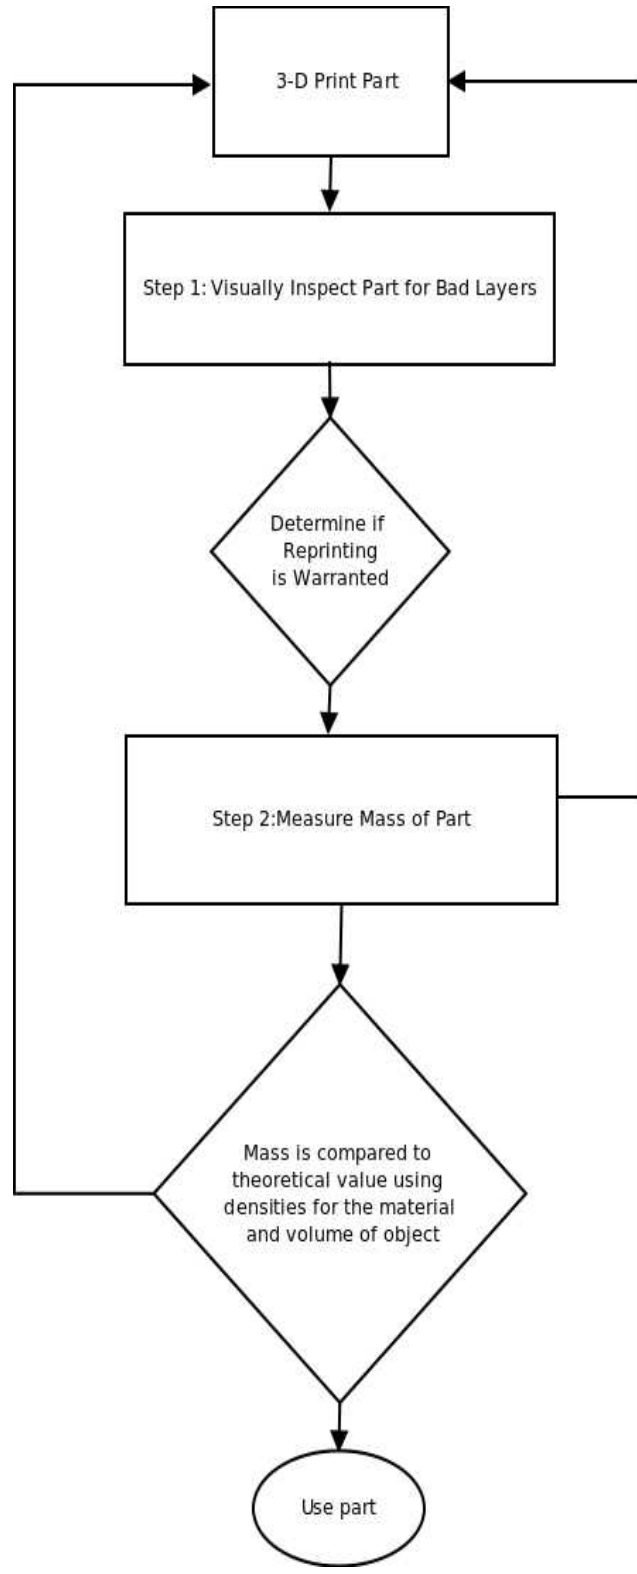 3-D Print Part
Step 1: Visually Inspect Part for Bad Layers
Determine if
Reprinting
is Warranted
Step 2:Measure Mass of Part
Mass is compared to
theoretical value using
densities for the material
and volume of object
Use part